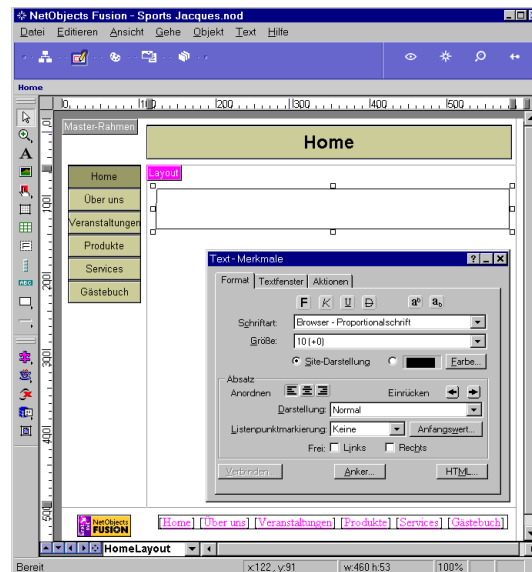 NetObjects Fusion - Sports Jacques.nod
Datei Editieren Ansicht Gehe Objekt Text Hilfe
Home
0 100 200 300 400 500
Master-Rahmen
Home
Layout
Home
Über uns
Veranstaltungen
Produkte
Services
Gästebuch
0
100
200
300
400
500
A
ABC
Text-Merkmale
Format Textfenster Aktionen
F K U D aᵇ aₛ
Schriftart: Browser - Proportionalschrift
Größe: 10 (+0)
Site-Darstellung Farbe...
Absatz
Anordnen Einrücken
Darstellung: Normal
Listenpunktmarkierung: Keine Anfangswert...
Frei: Links Rechts
Verbinden... Anker... HTML...
NetObjects
FUSION
[Home] [Über uns] [Veranstaltungen] [Produkte] [Services] [Gästebuch]
HomeLayout
Bereit x:122 , y:91 w:460 h:53 100%